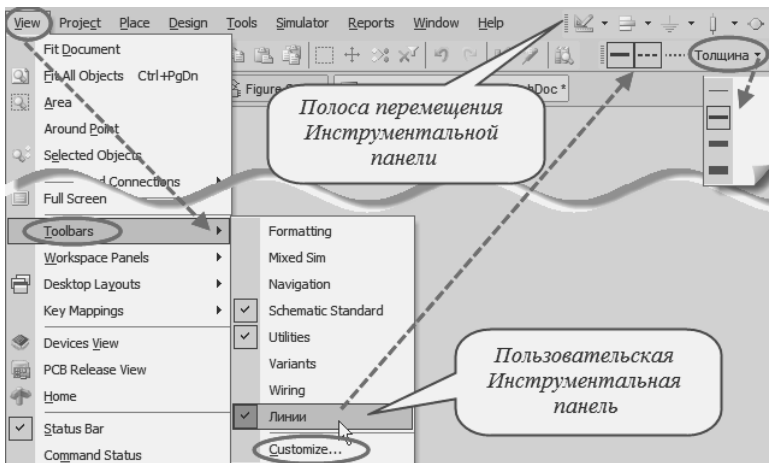 View Project Place Design Tools Simulator Reports Window Help
Fit Document
Fit All Objects Ctrl+PgDn
Area
Around Point
Selected Objects
Connections
Full Screen
Toolbars
Workspace Panels
Desktop Layouts
Key Mappings
Devices View
PCB Release View
Home
Status Bar
Command Status
Formatting
Mixed Sim
Navigation
Schematic Standard
Utilities
Variants
Wiring
Линии
Customize...
Толщина
Полоса перемещения
Инструментальной
панели
Пользовательская
Инструментальная
панель